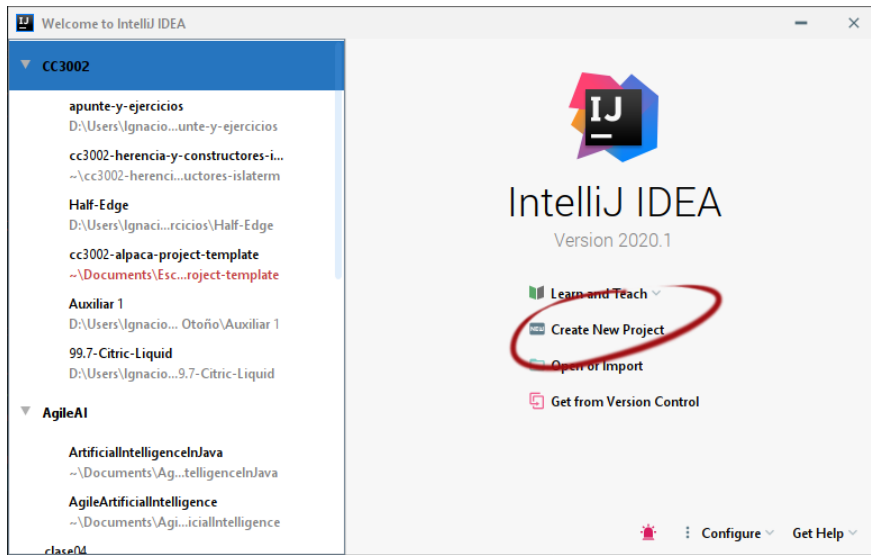 Welcome to IntelliJ IDEA
CC3002
apunte-y-ejercicios
D:\Users\Ignacio...unte-y-ejercicios
cc3002-herencia-y-constructores-i...
~\cc3002-herenci...uctores-islaterm
Half-Edge
D:\Users\Ignaci...rcicios\Half-Edge
cc3002-alpaca-project-template
~\Documents\Esc...roject-template
Auxiliar 1
D:\Users\Ignacio... Otoño\Auxiliar 1
99.7-Citric-Liquid
D:\Users\Ignacio...9.7-Citric-Liquid
AgileAI
ArtificialIntelligenceInJava
~\Documents\Ag...telligenceInJava
AgileArtificialIntelligence
~\Documents\Agi...icialIntelligence
clase04
IJ
IntelliJ IDEA
Version 2020.1
Learn and Teach
NEW Create New Project
Open or Import
Get from Version Control
Configure
Get Help